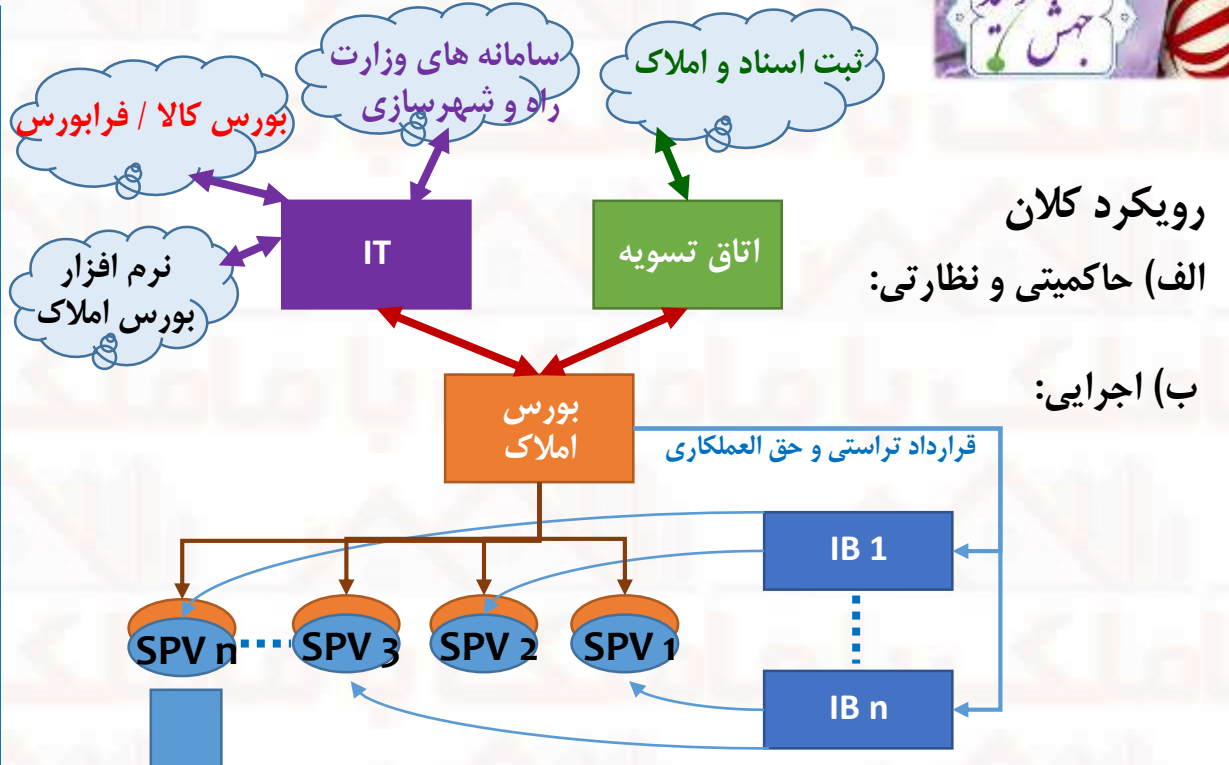 جهش
سامانه های وزارت
راه و شهرسازی
ثبت اسناد و املاک
بورس کالا / فرابورس
رویکرد کلان
IT
اتاق تسویه
نرم افزار
بورس املاک
الف) حاکمیتی و نظارتی:
ب) اجرایی:
بورس
املاک
قرارداد تراستی و حق العملکاری
IB 1
SPV n
SPV 3
SPV 2
SPV 1
IB n